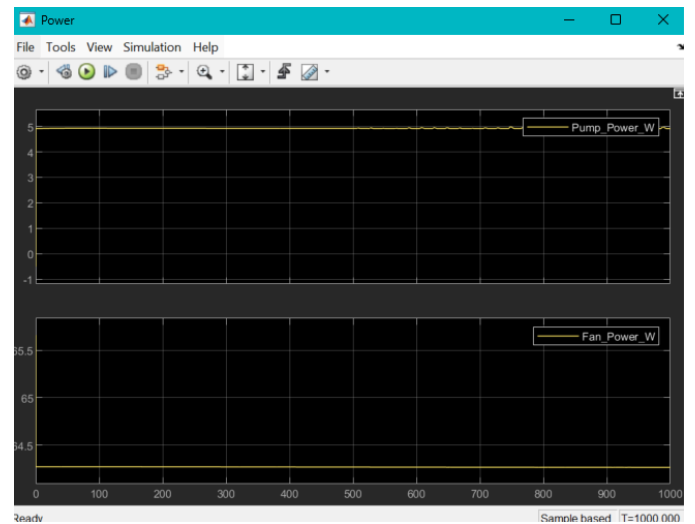 Power
File Tools View Simulation Help
Pump_Power_W
5
4
3
2
1
0
-1
Fan_Power_W
65.5
65
64.5
0 100 200 300 400 500 600 700 800 900 1000
Ready Sample based T=1000.000